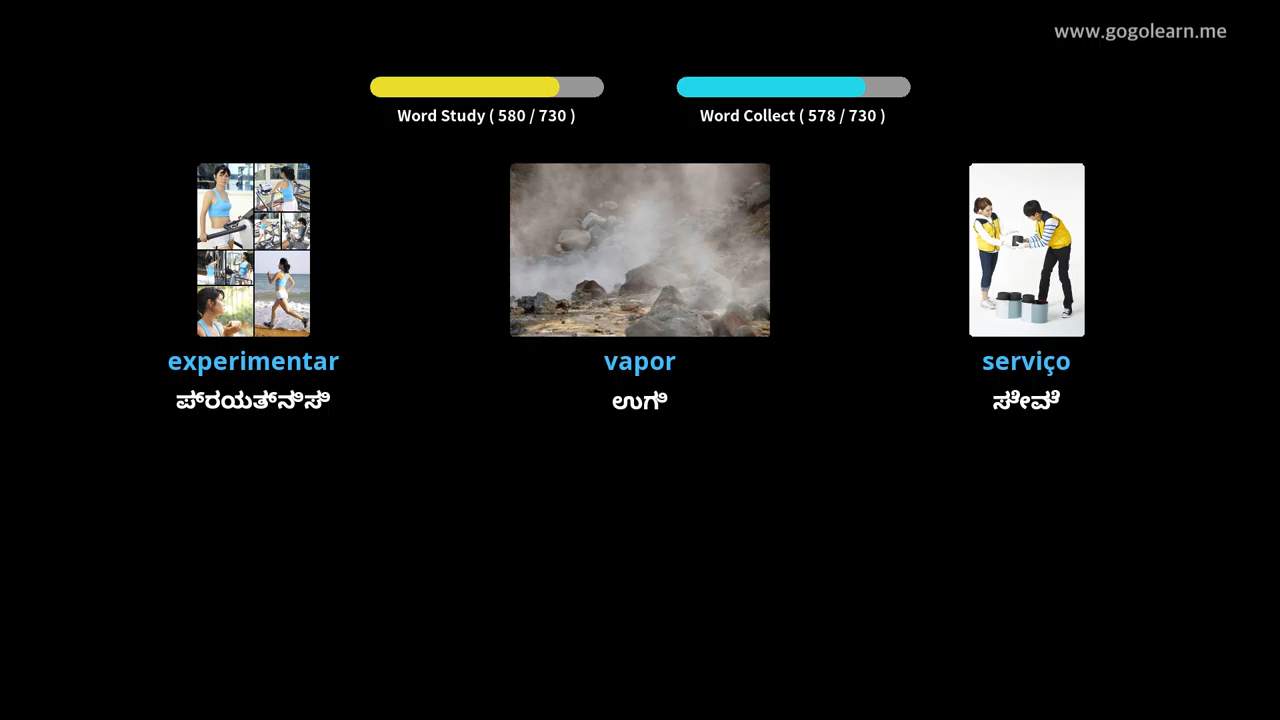 www.gogolearn.me
Word Study ( 580 / 730 )
Word Collect ( 578 / 730 )
experimentar
vapor
serviço
ಪ್ರಯತ್ನಿಸಿ
ಉಗಿ
ಸೇವೆ